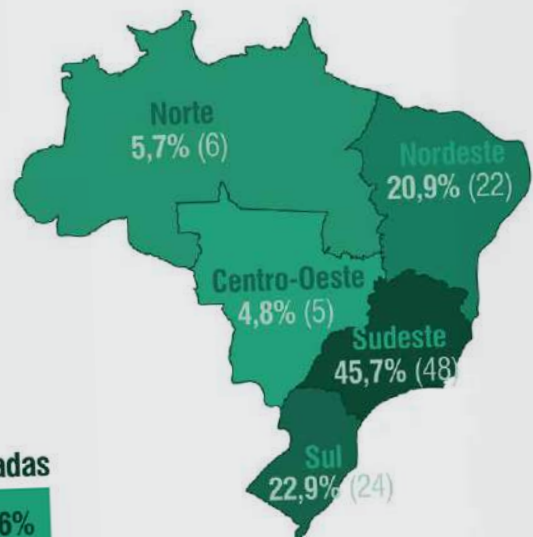 Norte
5,7% (6)
Nordeste
20,9% (22)
Centro-Oeste
4,8% (5)
Sudeste
45,7% (48)
Sul
22,9% (24)
adas
6%